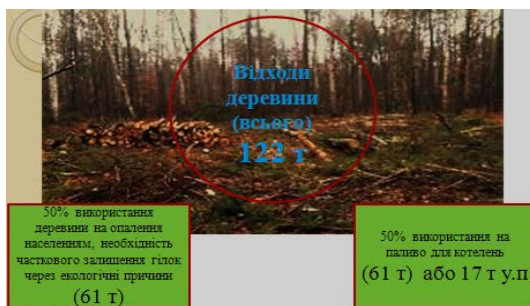 Відходи
деревини
(всього)
122 т
50% використання
деревини на опалення
населенням, необхідність
часткового залишення гілок
через екологічні причини
(61 т)
50% використання на
паливо для котелень
(61 т) або 17 т у.п